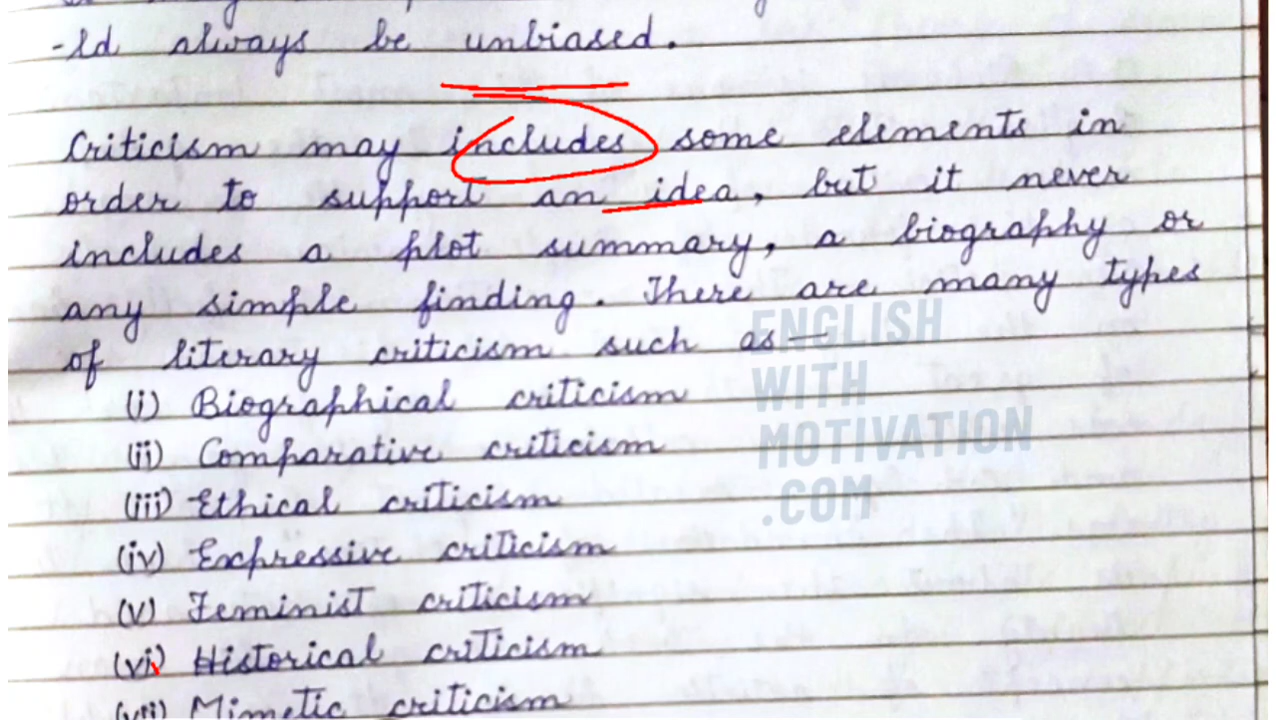 -ld always be unbiased.
Criticism may includes some elements in
order to support an idea, but it never
includes a plot summary, a biography or
any simple finding. There are many types
of literary criticism such as—
(i) Biographical criticism
(ii) Comparative criticism
(iii) Ethical criticism
(iv) Expressive criticism
(v) Feminist criticism
(vi) Historical criticism
(vii) Mimetic criticism
ENGLISH
WITH
MOTIVATION
.COM